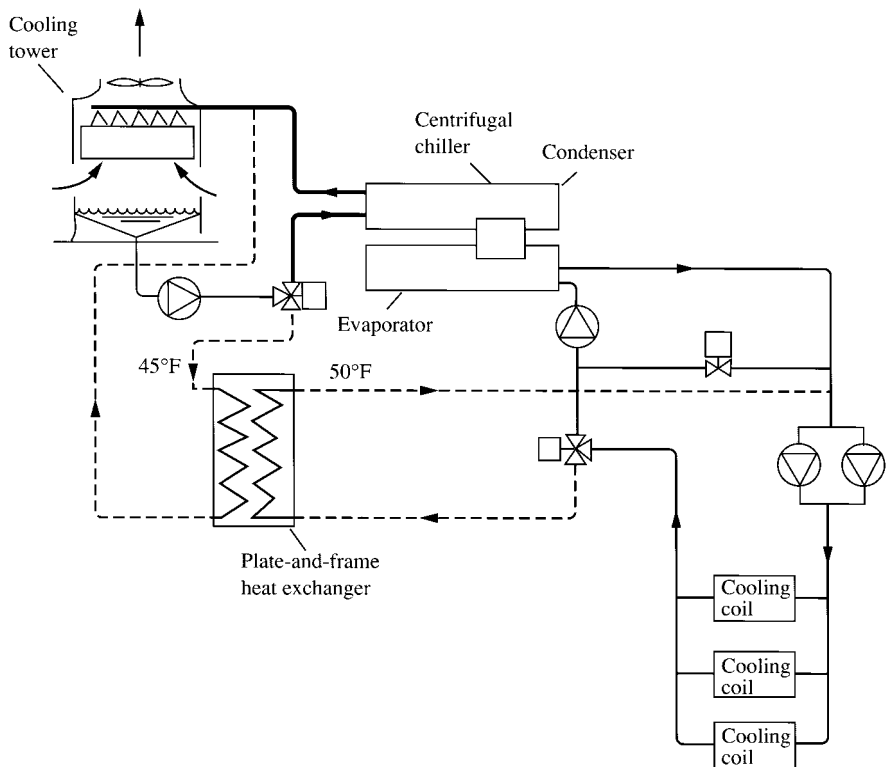 Cooling
tower
Centrifugal
chiller
Condenser
Evaporator
45°F
50°F
Plate-and-frame
heat exchanger
Cooling
coil
Cooling
coil
Cooling
coil